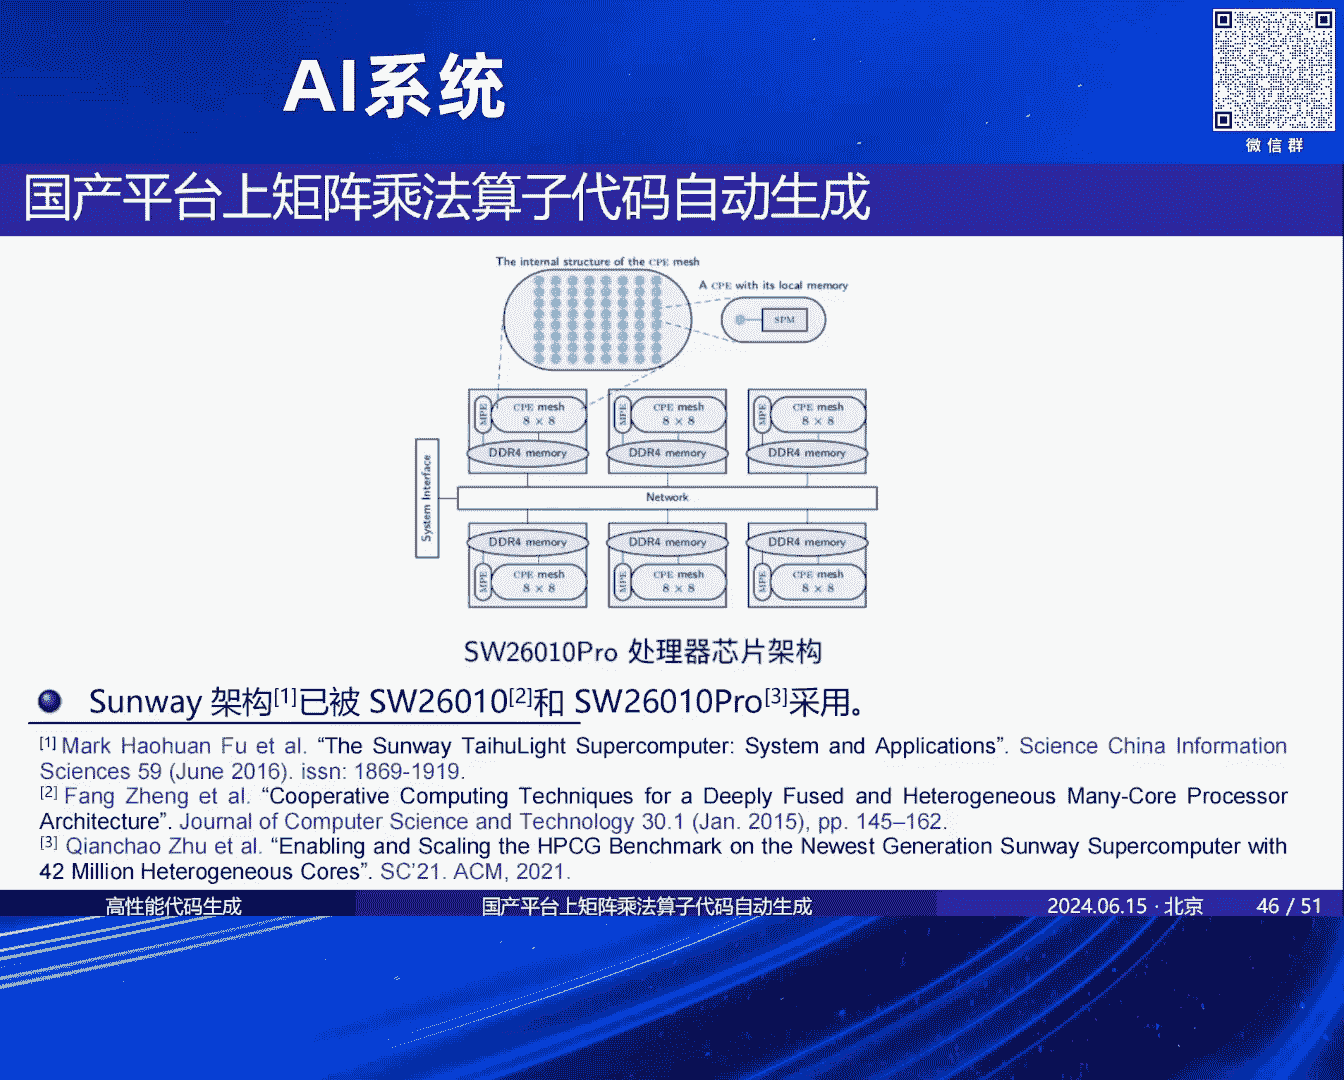 AI系统
微信群
国产平台上矩阵乘法算子代码自动生成
The internal structure of the CPE mesh
A CPE with its local memory
SPM
MPE
CPE mesh
8 × 8
DDR4 memory
MPE
CPE mesh
8 × 8
DDR4 memory
MPE
CPE mesh
8 × 8
DDR4 memory
System Interface
Network
DDR4 memory
MPE
CPE mesh
8 × 8
DDR4 memory
MPE
CPE mesh
8 × 8
DDR4 memory
MPE
CPE mesh
8 × 8
SW26010Pro 处理器芯片架构
Sunway 架构[1]已被 SW26010[2]和 SW26010Pro[3]采用。
[1] Mark Haohuan Fu et al. “The Sunway TaihuLight Supercomputer: System and Applications”. Science China Information
Sciences 59 (June 2016). issn: 1869-1919.
[2] Fang Zheng et al. “Cooperative Computing Techniques for a Deeply Fused and Heterogeneous Many-Core Processor
Architecture”. Journal of Computer Science and Technology 30.1 (Jan. 2015), pp. 145–162.
[3] Qianchao Zhu et al. “Enabling and Scaling the HPCG Benchmark on the Newest Generation Sunway Supercomputer with
42 Million Heterogeneous Cores”. SC’21. ACM, 2021.
高性能代码生成
国产平台上矩阵乘法算子代码自动生成
2024.06.15 · 北京
46 / 51